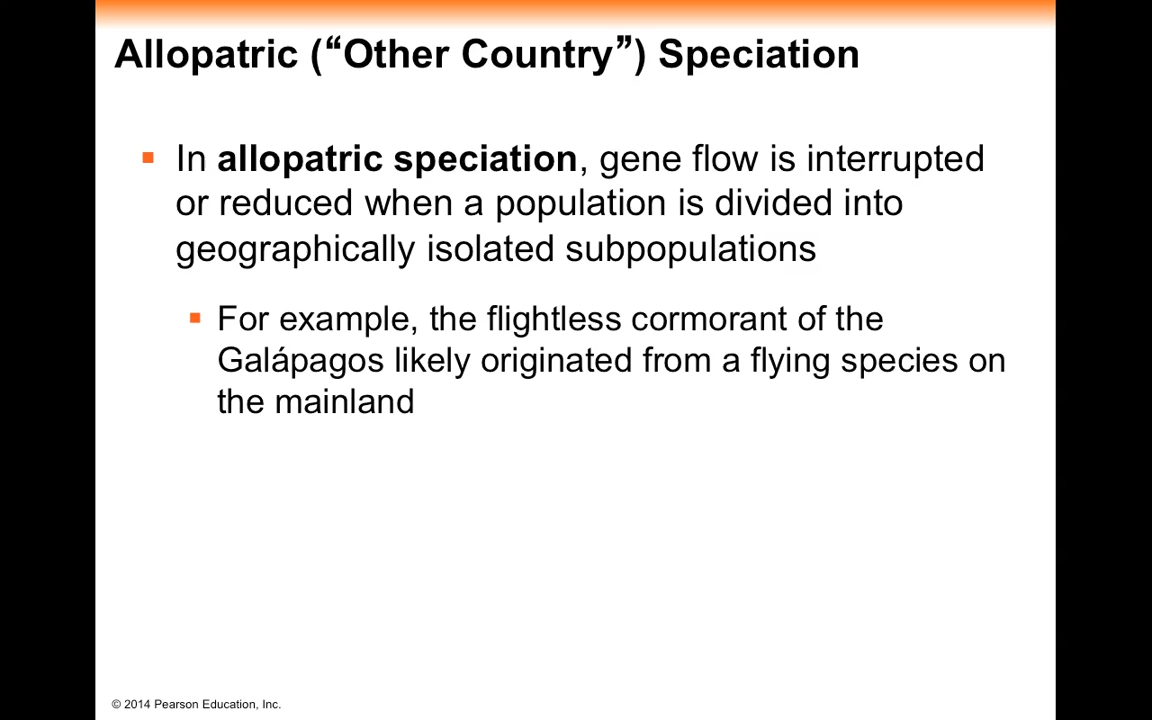 Allopatric (“Other Country”) Speciation
In allopatric speciation, gene flow is interrupted
or reduced when a population is divided into
geographically isolated subpopulations
For example, the flightless cormorant of the
Galápagos likely originated from a flying species on
the mainland
© 2014 Pearson Education, Inc.